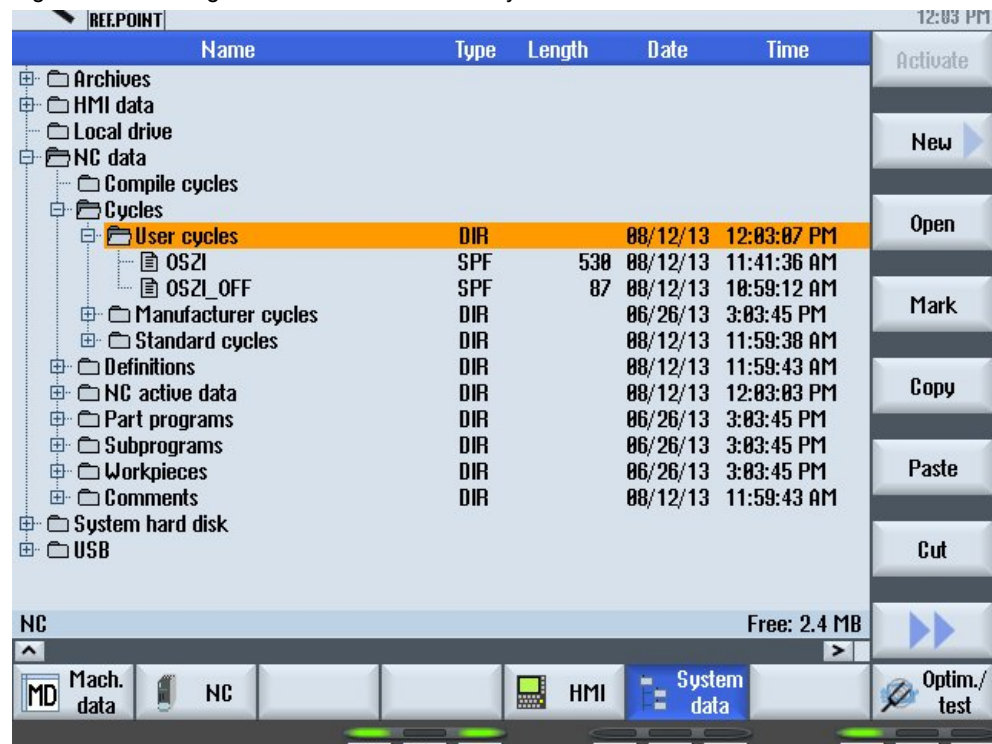 REF.POINT 12:03 PM
Name Type Length Date Time
Activate
Archives
HMI data
Local drive
New
NC data
Compile cycles
Cycles
Open
User cycles DIR 08/12/13 12:03:07 PM
OSZI SPF 530 08/12/13 11:41:36 AM
OSZI_OFF SPF 87 08/12/13 10:59:12 AM
Mark
Manufacturer cycles DIR 06/26/13 3:03:45 PM
Standard cycles DIR 08/12/13 11:59:38 AM
Definitions DIR 08/12/13 11:59:43 AM
Copy
NC active data DIR 08/12/13 12:03:03 PM
Part programs DIR 06/26/13 3:03:45 PM
Subprograms DIR 06/26/13 3:03:45 PM
Paste
Workpieces DIR 06/26/13 3:03:45 PM
Comments DIR 08/12/13 11:59:43 AM
System hard disk
USB
Cut
NC Free: 2.4 MB
MD Mach. data
NC
HMI
System data
Optim./ test